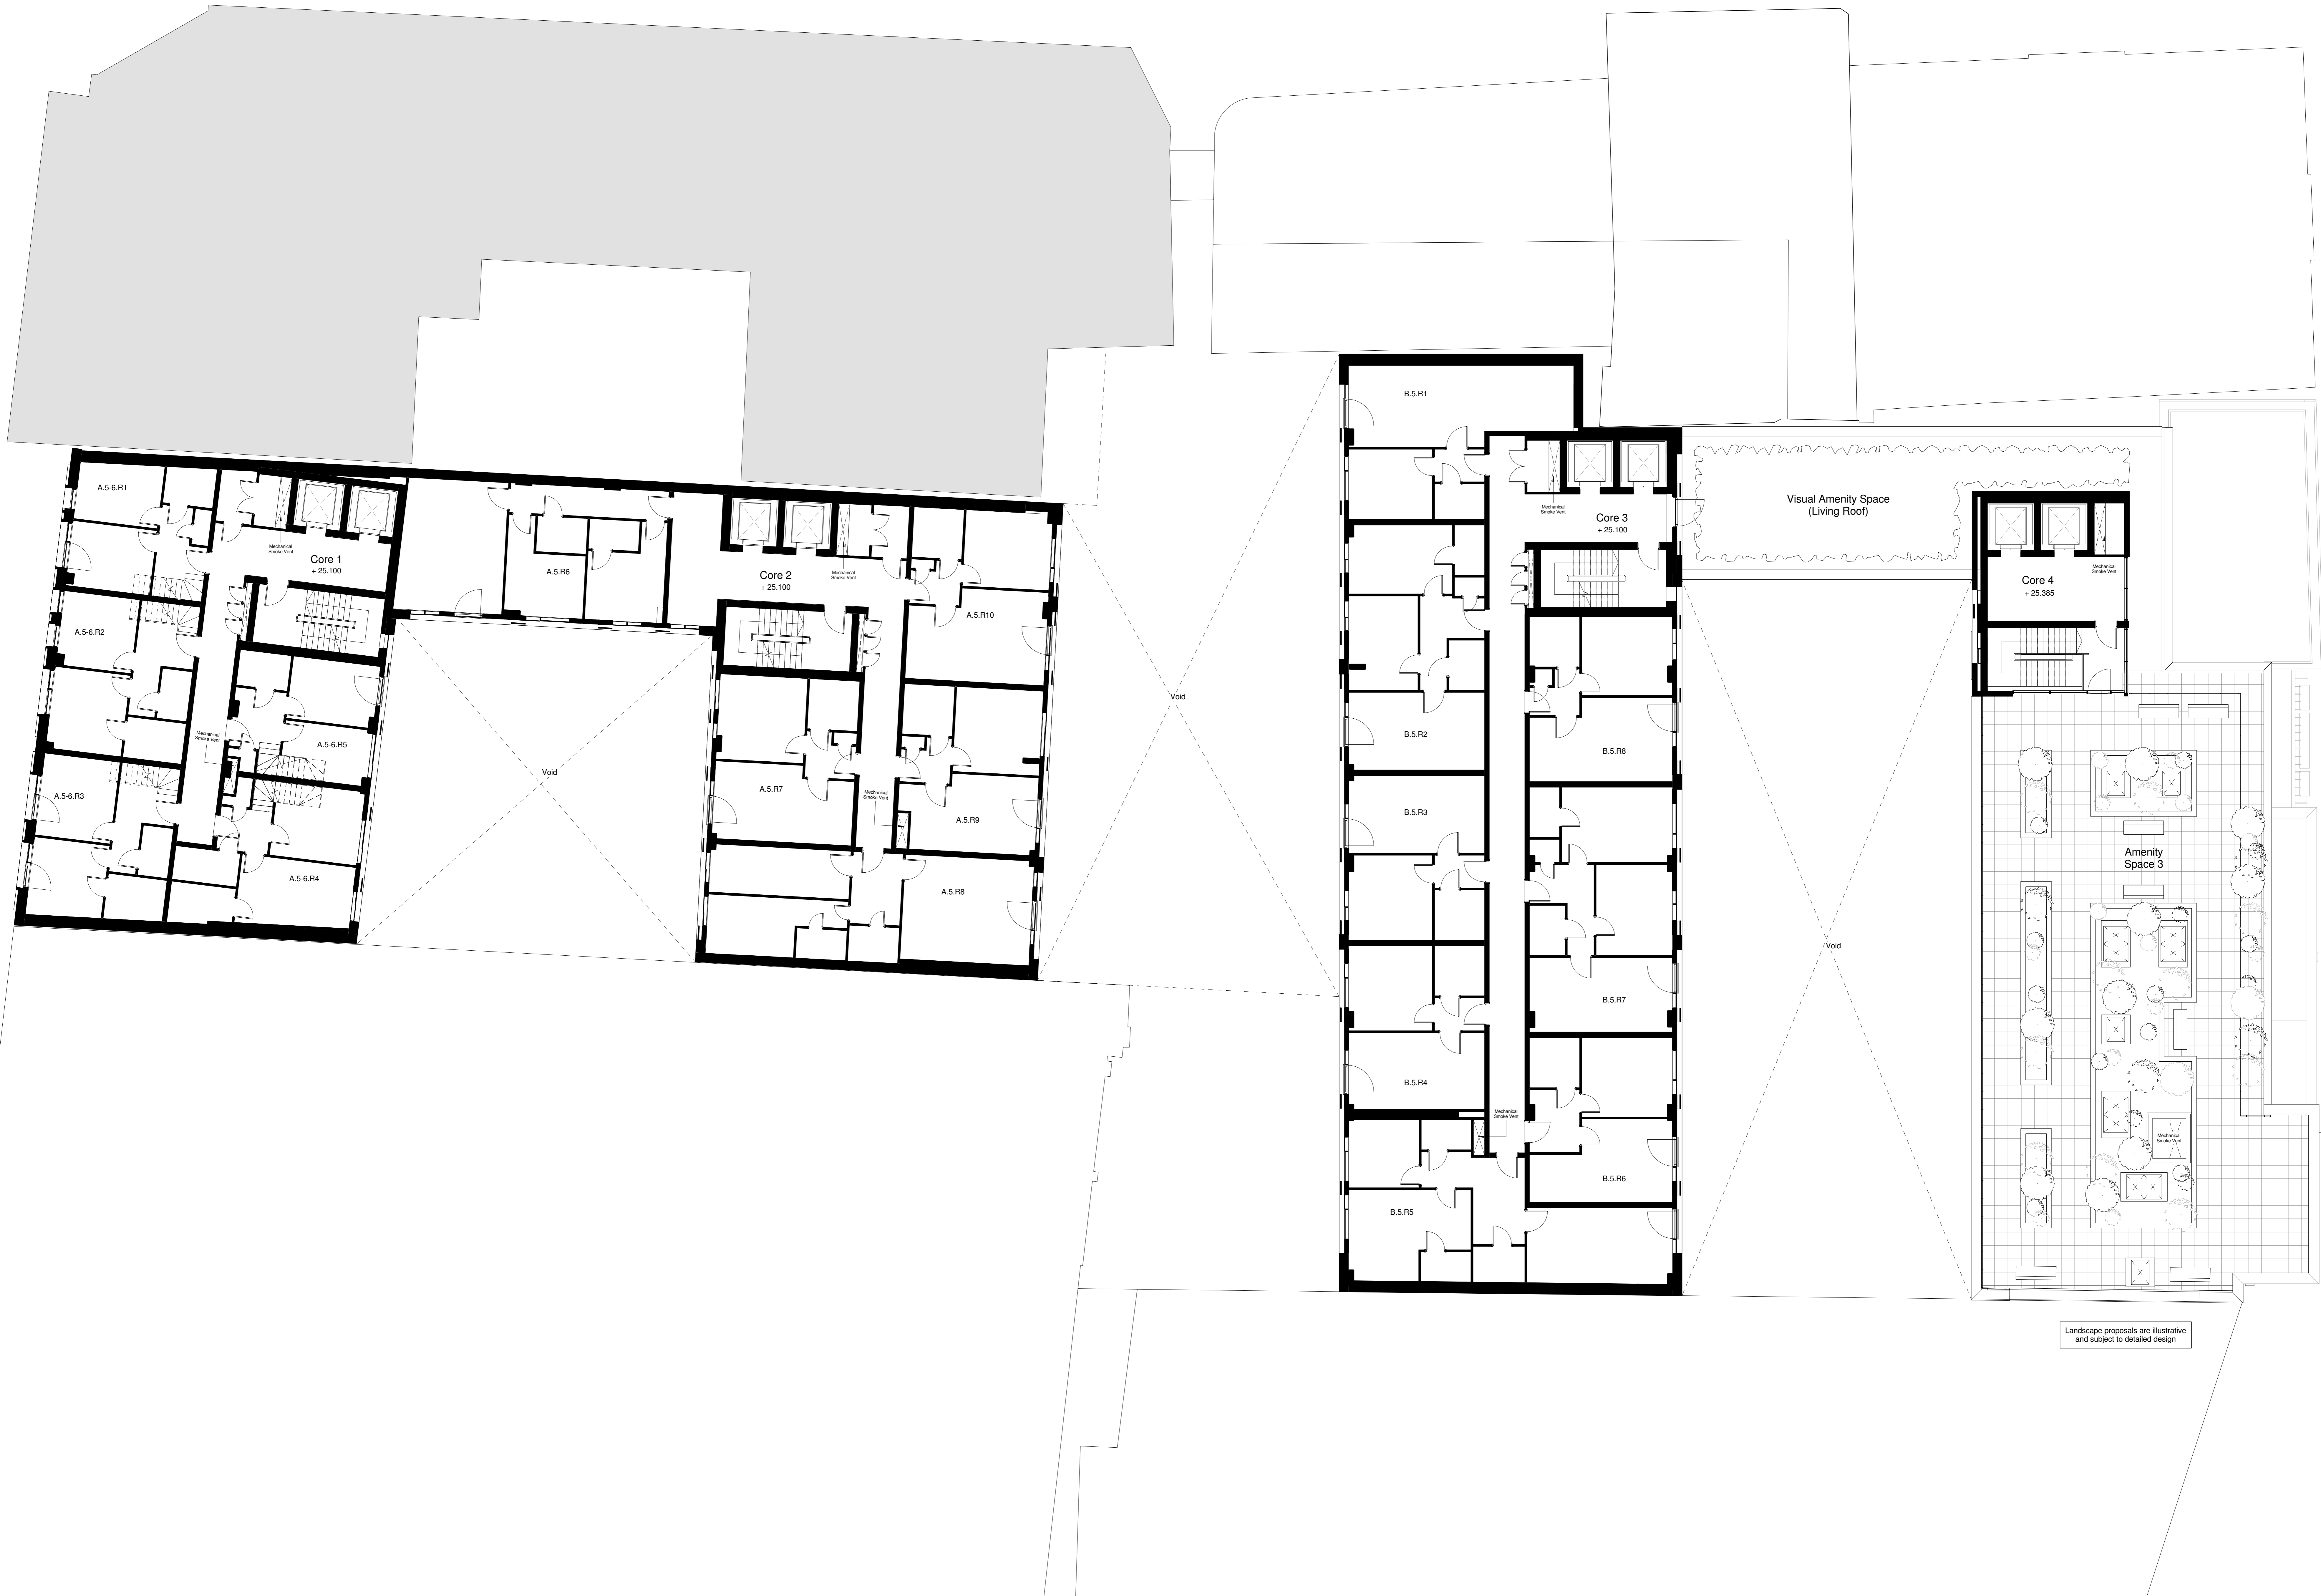 B.5.R1
A.5-6.R1
Visual Amenity Space
(Living Roof)
Mechanical
Smoke Vent
Core 3
+ 25.100
Mechanical
Smoke Vent
Core 1
+ 25.100
A.5.R6
Core 2
+ 25.100
Mechanical
Smoke Vent
Mechanical
Smoke Vent
Core 4
+ 25.385
A.5.R10
A.5-6.R2
Void
Mechanical
Smoke Vent
B.5.R2
A.5-6.R5
B.5.R8
Void
A.5.R7
A.5-6.R3
Mechanical
Smoke Vent
A.5.R9
B.5.R3
Amenity
Space 3
A.5-6.R4
A.5.R8
Void
B.5.R7
B.5.R4
Mechanical
Smoke Vent
Mechanical
Smoke Vent
B.5.R6
B.5.R5
Landscape proposals are illustrative
and subject to detailed design